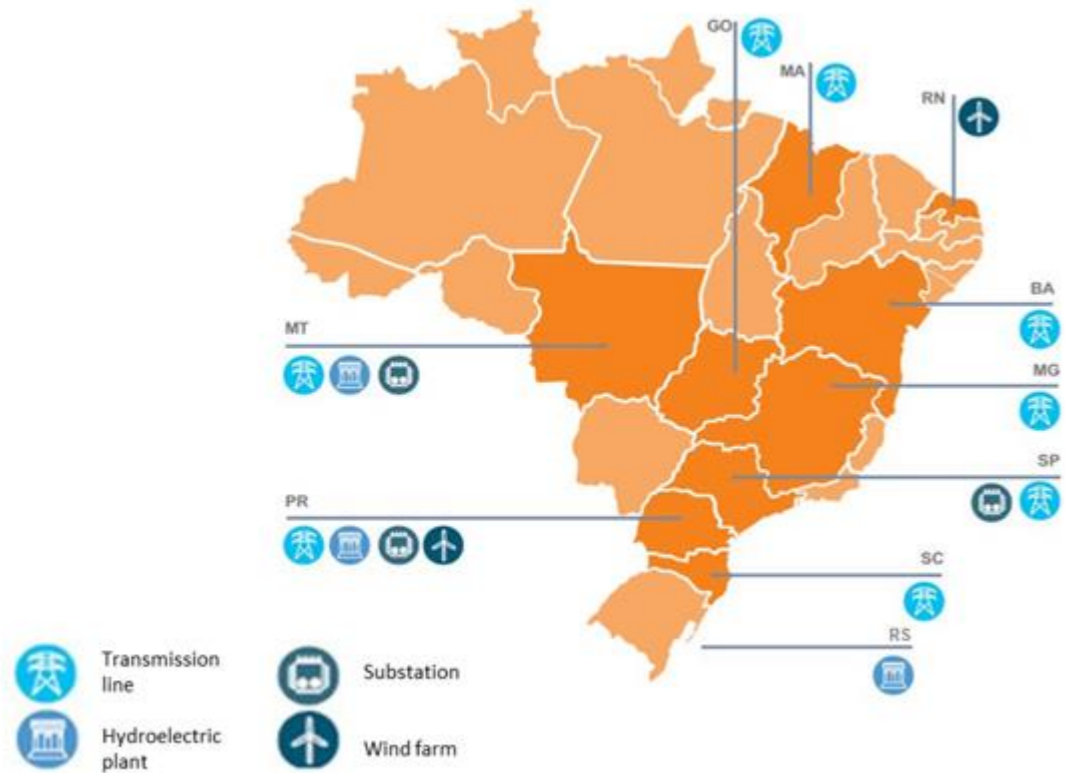 GO
MA
RN
BA
MT
MG
SP
PR
SC
RS
Transmission
line
Substation
Hydroelectric
plant
Wind farm